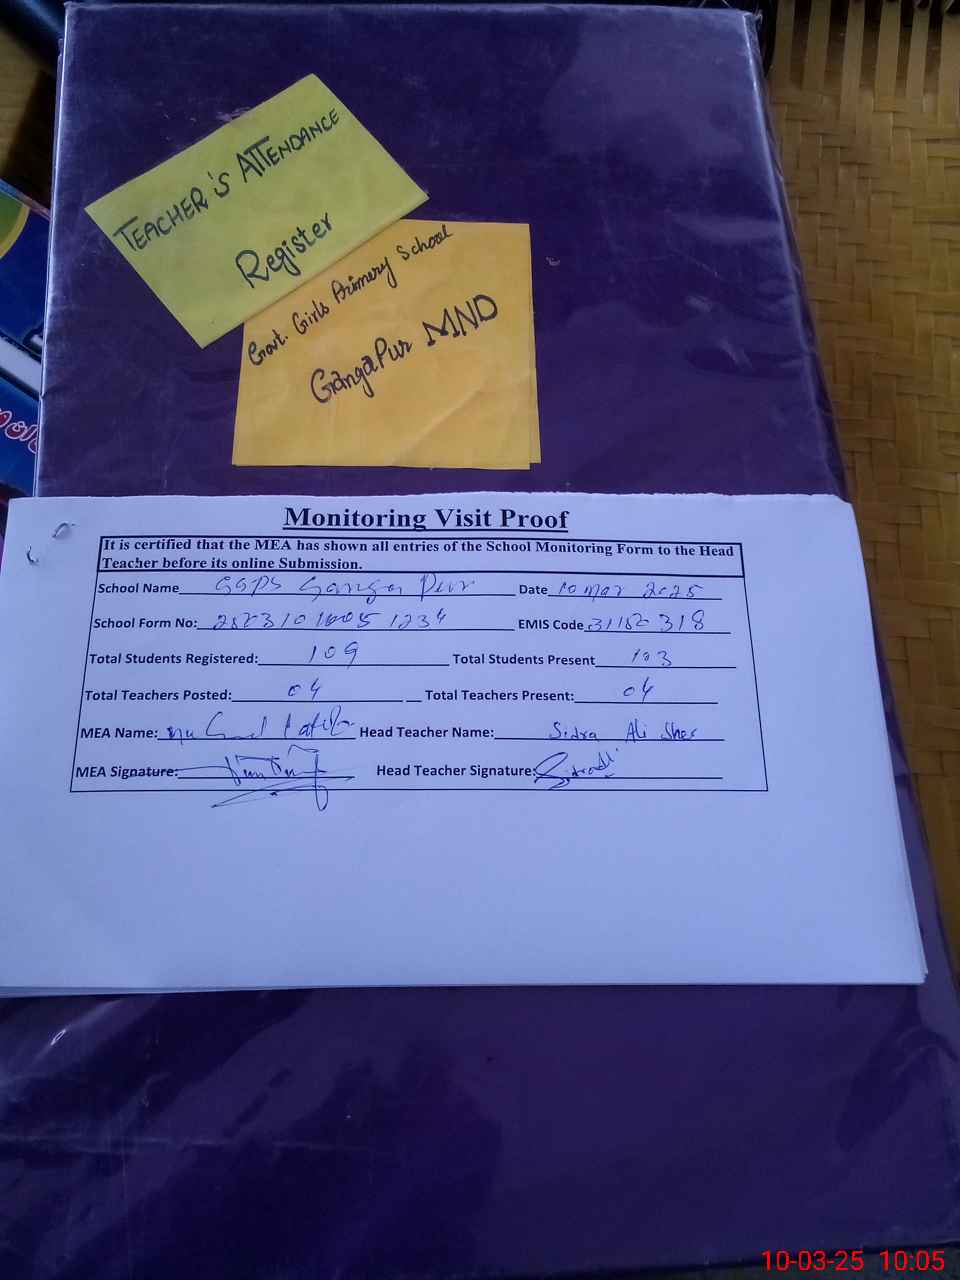 TEACHER'S ATTENDANCE
Register
Govt. Girls Primary School
GangaPur MND
Monitoring Visit Proof
It is certified that the MEA has shown all entries of the School Monitoring Form to the Head
Teacher before its online Submission.
School Name GGPS Ganga Pur Date 10 Mar 2025
School Form No: EMIS Code 31150318
Total Students Registered: 109 Total Students Present 103
Total Teachers Posted: 04 Total Teachers Present: 04
MEA Name: Head Teacher Name: Sidra Ali Sher
MEA Signature: Head Teacher Signature:
10-03-25 10:05